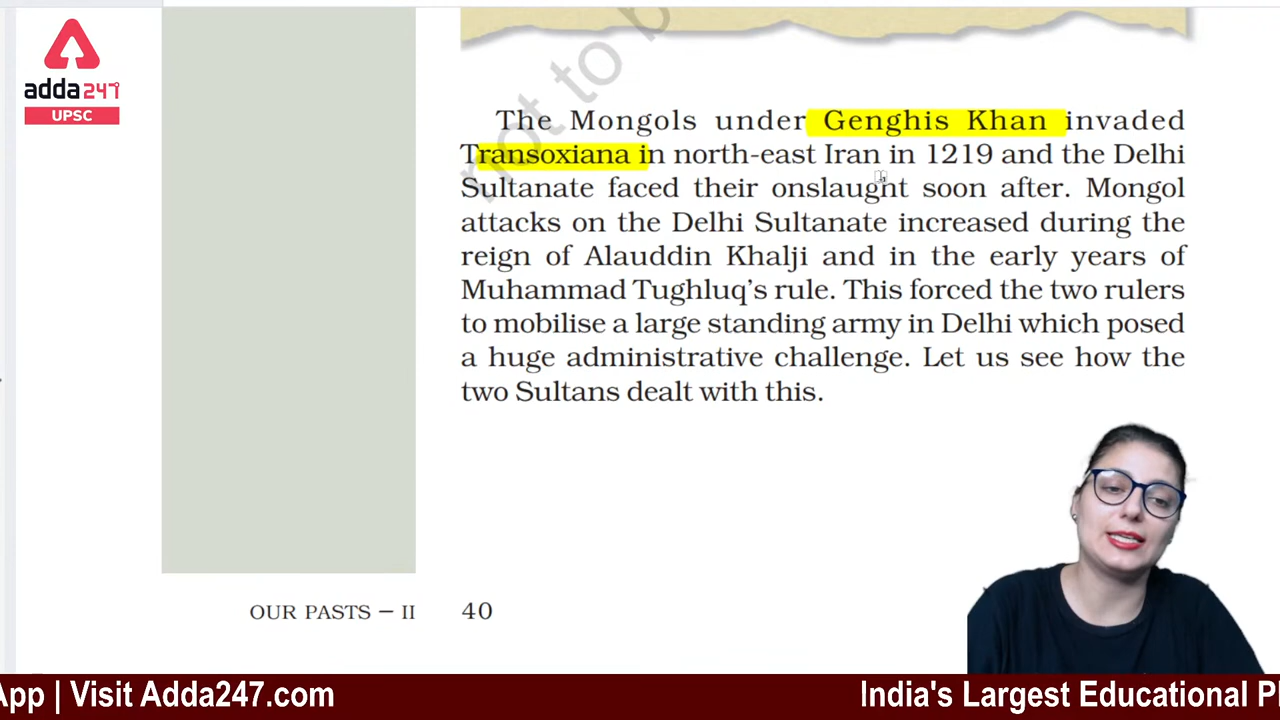 adda247
UPSC
not to b
The Mongols under Genghis Khan invaded
Transoxiana in north-east Iran in 1219 and the Delhi
Sultanate faced their onslaught soon after. Mongol
attacks on the Delhi Sultanate increased during the
reign of Alauddin Khalji and in the early years of
Muhammad Tughluq's rule. This forced the two rulers
to mobilise a large standing army in Delhi which posed
a huge administrative challenge. Let us see how the
two Sultans dealt with this.
OUR PASTS – II 40
App | Visit Adda247.com India's Largest Educational